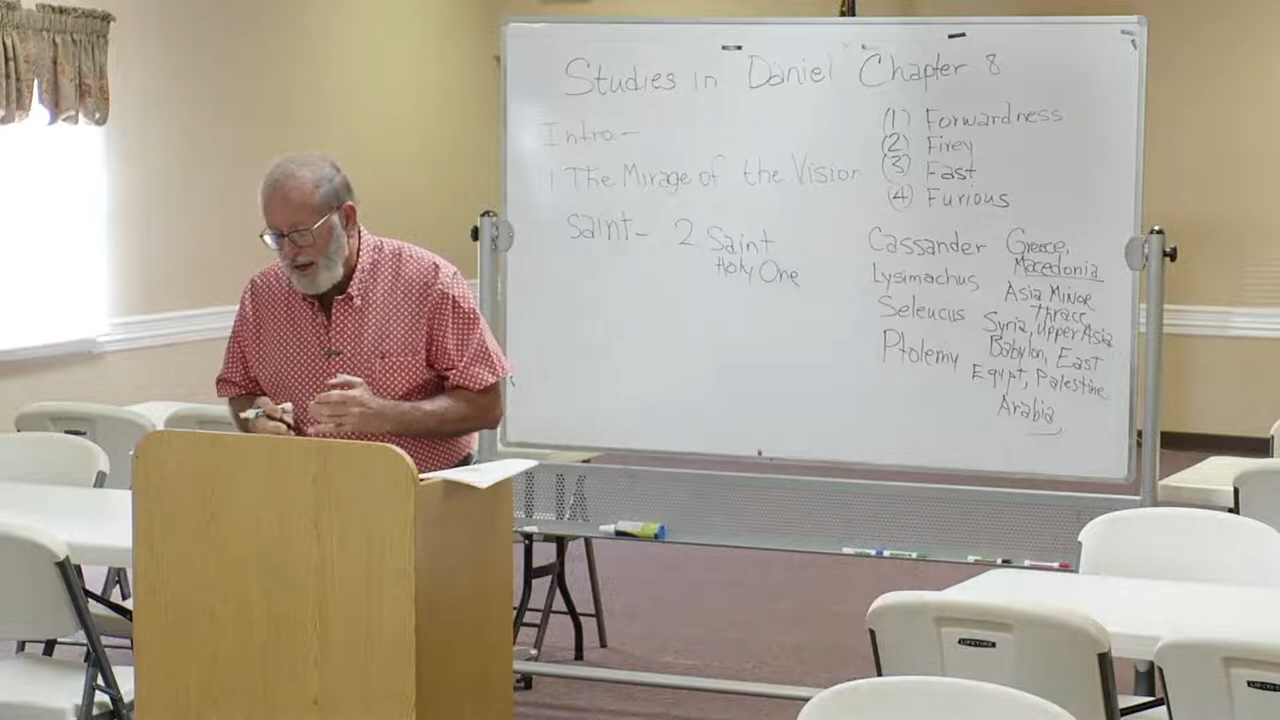 Studies in Daniel Chapter 8
Intro-
1 The Mirage of the Vision
Saint- 2 Saint
Holy One
(1) Forwardness
(2) Firey
(3) Fast
(4) Furious
Cassander Greece,
Macedonia
Lysimachus Asia Minor
Thrace
Seleucus Syria, Upper Asia
Babylon, East
Ptolemy Egypt, Palestine
Arabia
LIFETIME
LIFETIME